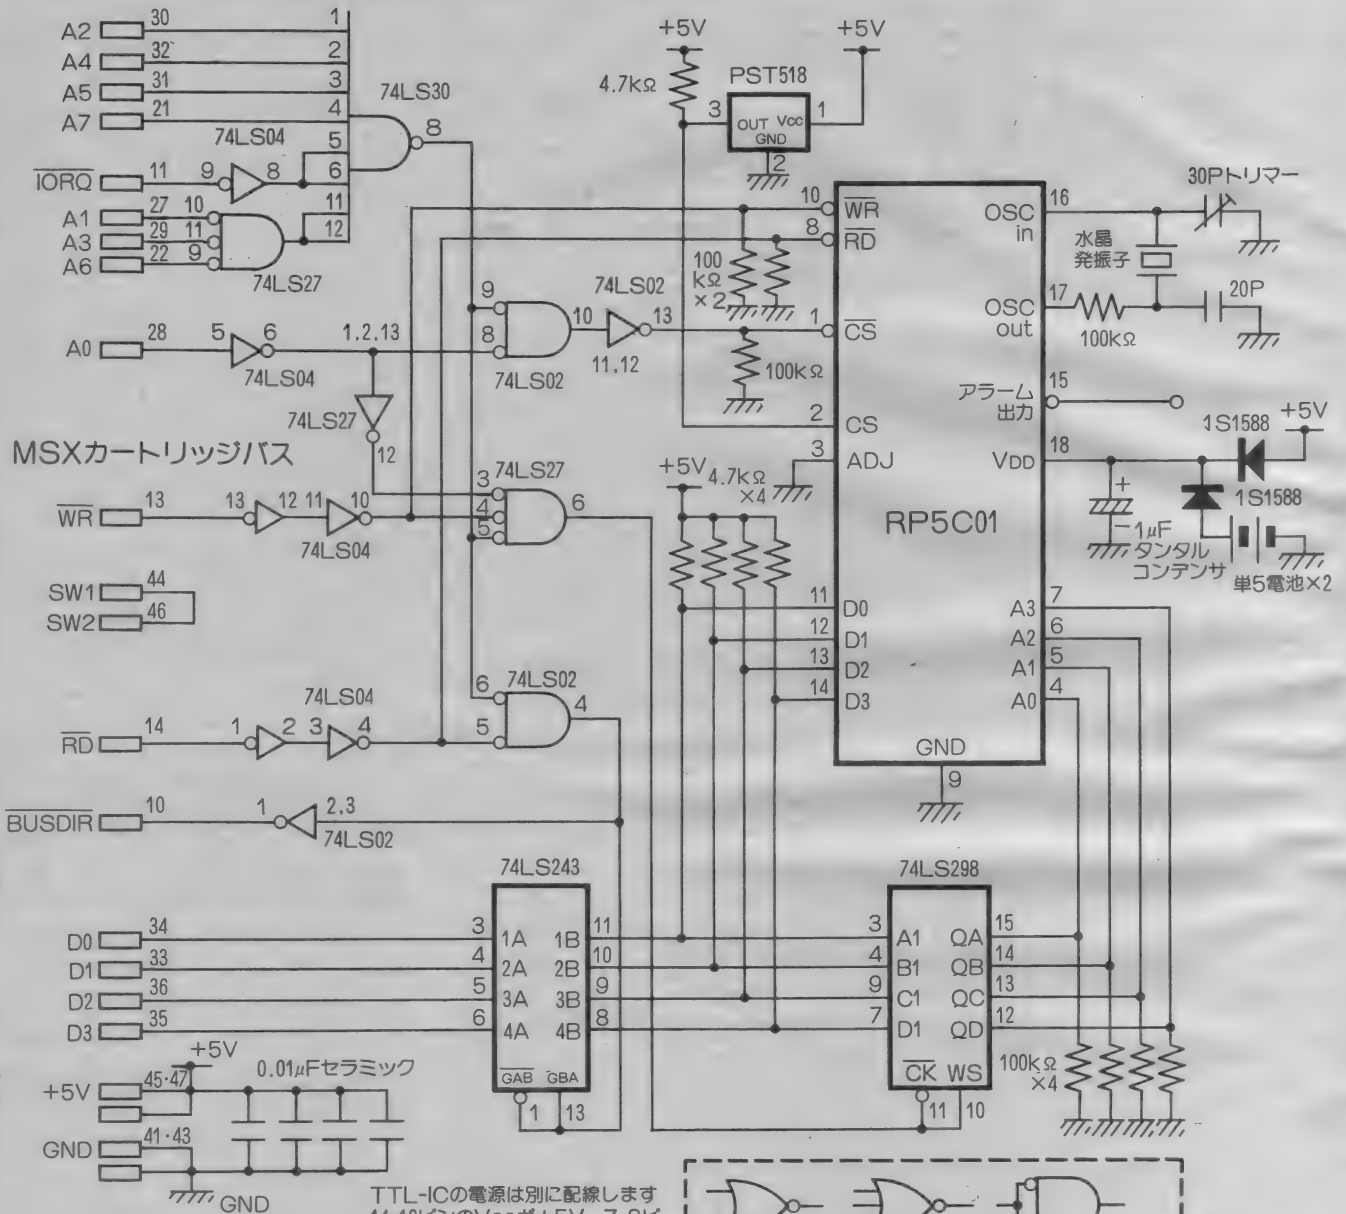 A2 30 1
A4 32 2
A5 31 3
A7 21 4
74LS30
8
74LS04
5
IORQ 11 9 8 6
A1 27 10 11
A3 29 11 12
A6 22 9
74LS27
A0 28 5 6 1,2,13
74LS04
74LS27
12
9
8
10
74LS02
74LS02
13
11,12
+5V
4.7kΩ
PST518
3 OUT Vcc 1
GND
2
+5V
100
kΩ
×2
100kΩ
MSXカートリッジバス
WR 13 13 12 11 10
74LS04
74LS27
3
4
5
6
SW1 44
SW2 46
74LS02
6
5
4
74LS04
RD 14 1 2 3 4
BUSDIR 10 1 2,3
74LS02
+5V
4.7kΩ
×4
RP5C01
10 WR
8 RD
1 CS
2 CS
3 ADJ
11 D0
12 D1
13 D2
14 D3
GND
9
OSC in 16
OSC out 17
アラーム出力 15
VDD 18
A3 7
A2 6
A1 5
A0 4
30Pトリマー
水晶
発振子
20P
100kΩ
1S1588
+5V
1S1588
+
−
1μF
タンタル
コンデンサ
単5電池×2
74LS243
D0 34 3 1A 1B 11
D1 33 4 2A 2B 10
D2 36 5 3A 3B 9
D3 35 6 4A 4B 8
GAB GBA
1 13
74LS298
3 A1 QA 15
4 B1 QB 14
9 C1 QC 13
7 D1 QD 12
CK WS
11 10
100kΩ
×4
+5V
+5V 45・47
0.01μFセラミック
GND 41・43
GND
TTL-ICの電源は別に配線します